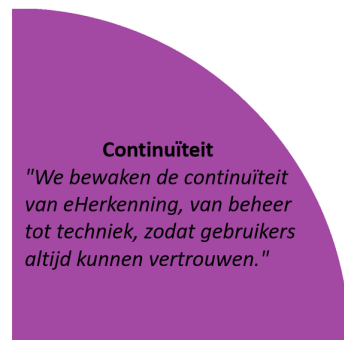 Continuïteit
"We bewaken de continuïteit
van eHerkenning, van beheer
tot techniek, zodat gebruikers
altijd kunnen vertrouwen."